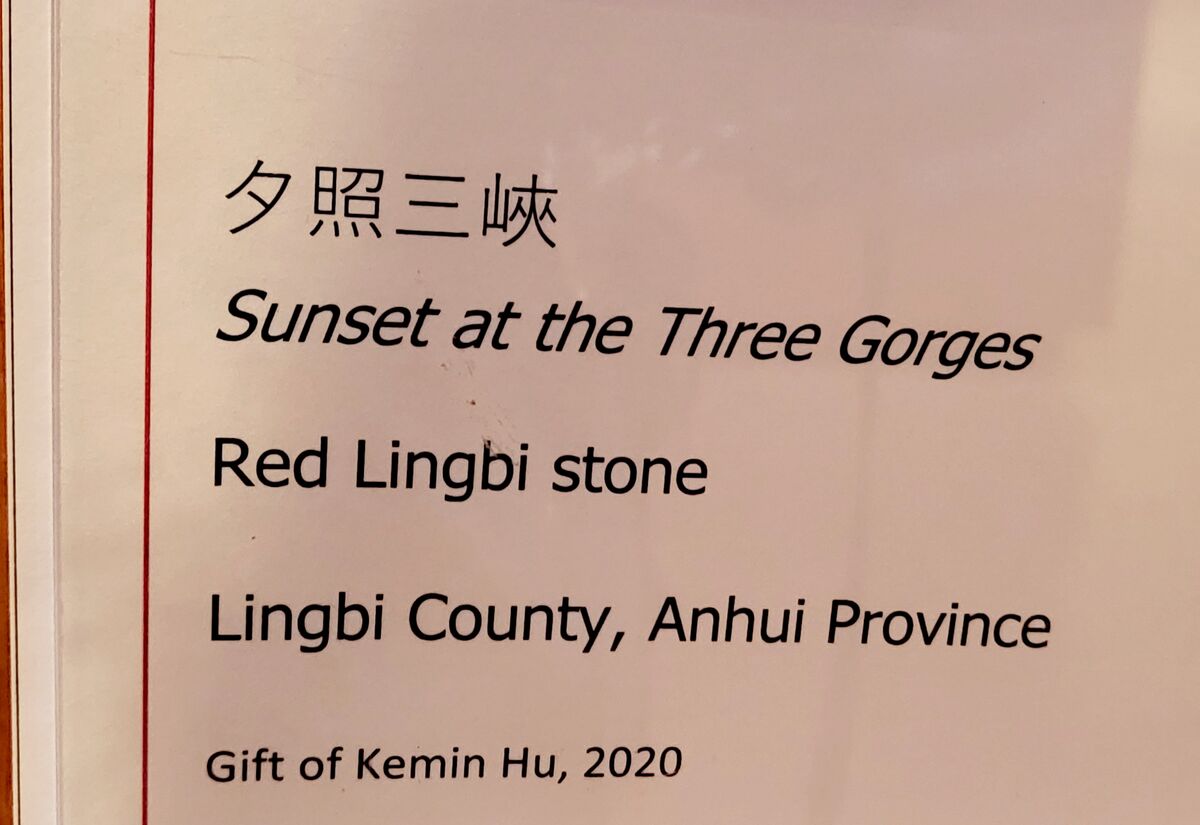 夕照三峽
Sunset at the Three Gorges
Red Lingbi stone
Lingbi County, Anhui Province
Gift of Kemin Hu, 2020